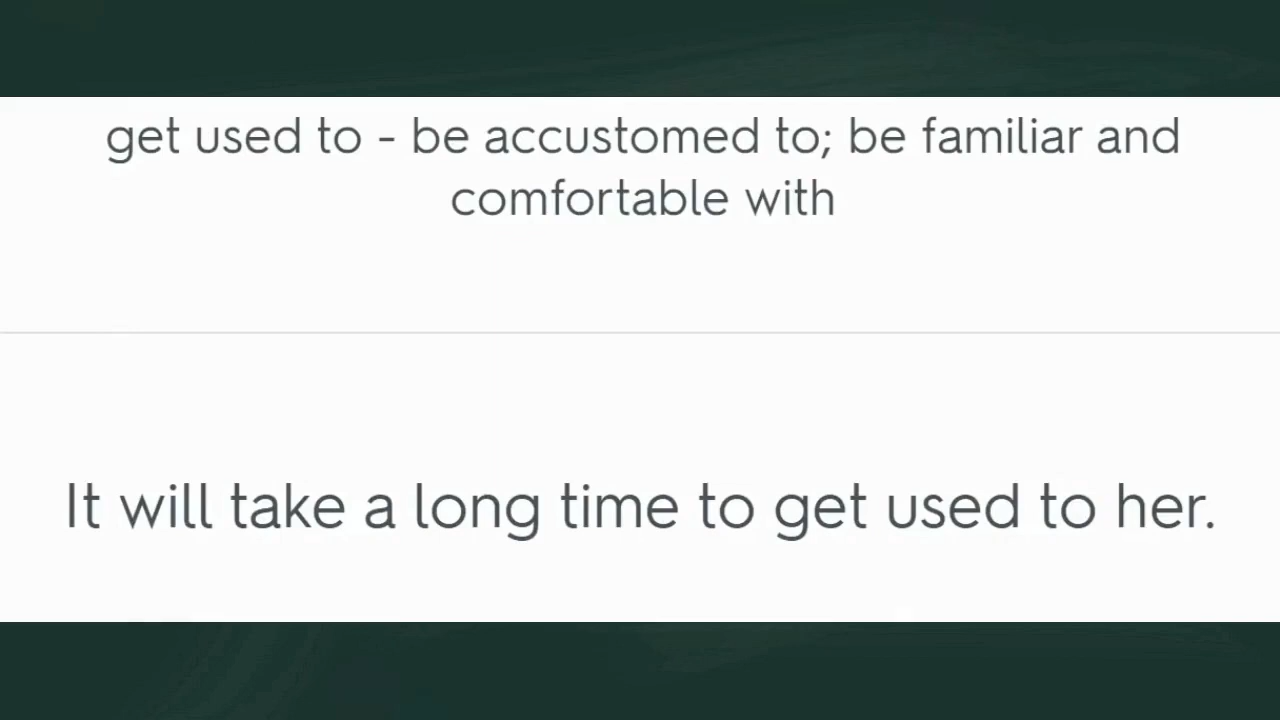 get used to - be accustomed to; be familiar and
comfortable with
It will take a long time to get used to her.